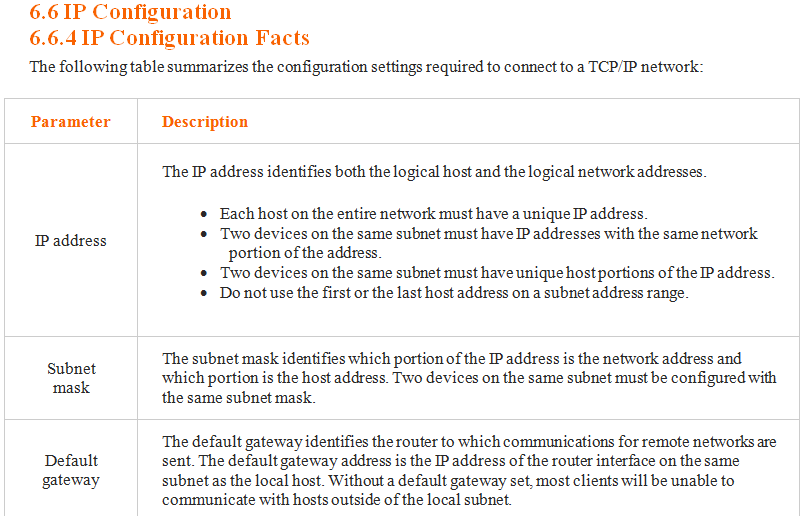 6.6 IP Configuration
6.6.4 IP Configuration Facts
The following table summarizes the configuration settings required to connect to a TCP/IP network:
Parameter
Description
IP address
The IP address identifies both the logical host and the logical network addresses.
• Each host on the entire network must have a unique IP address.
• Two devices on the same subnet must have IP addresses with the same network
portion of the address.
• Two devices on the same subnet must have unique host portions of the IP address.
• Do not use the first or the last host address on a subnet address range.
Subnet
mask
The subnet mask identifies which portion of the IP address is the network address and
which portion is the host address. Two devices on the same subnet must be configured with
the same subnet mask.
Default
gateway
The default gateway identifies the router to which communications for remote networks are
sent. The default gateway address is the IP address of the router interface on the same
subnet as the local host. Without a default gateway set, most clients will be unable to
communicate with hosts outside of the local subnet.